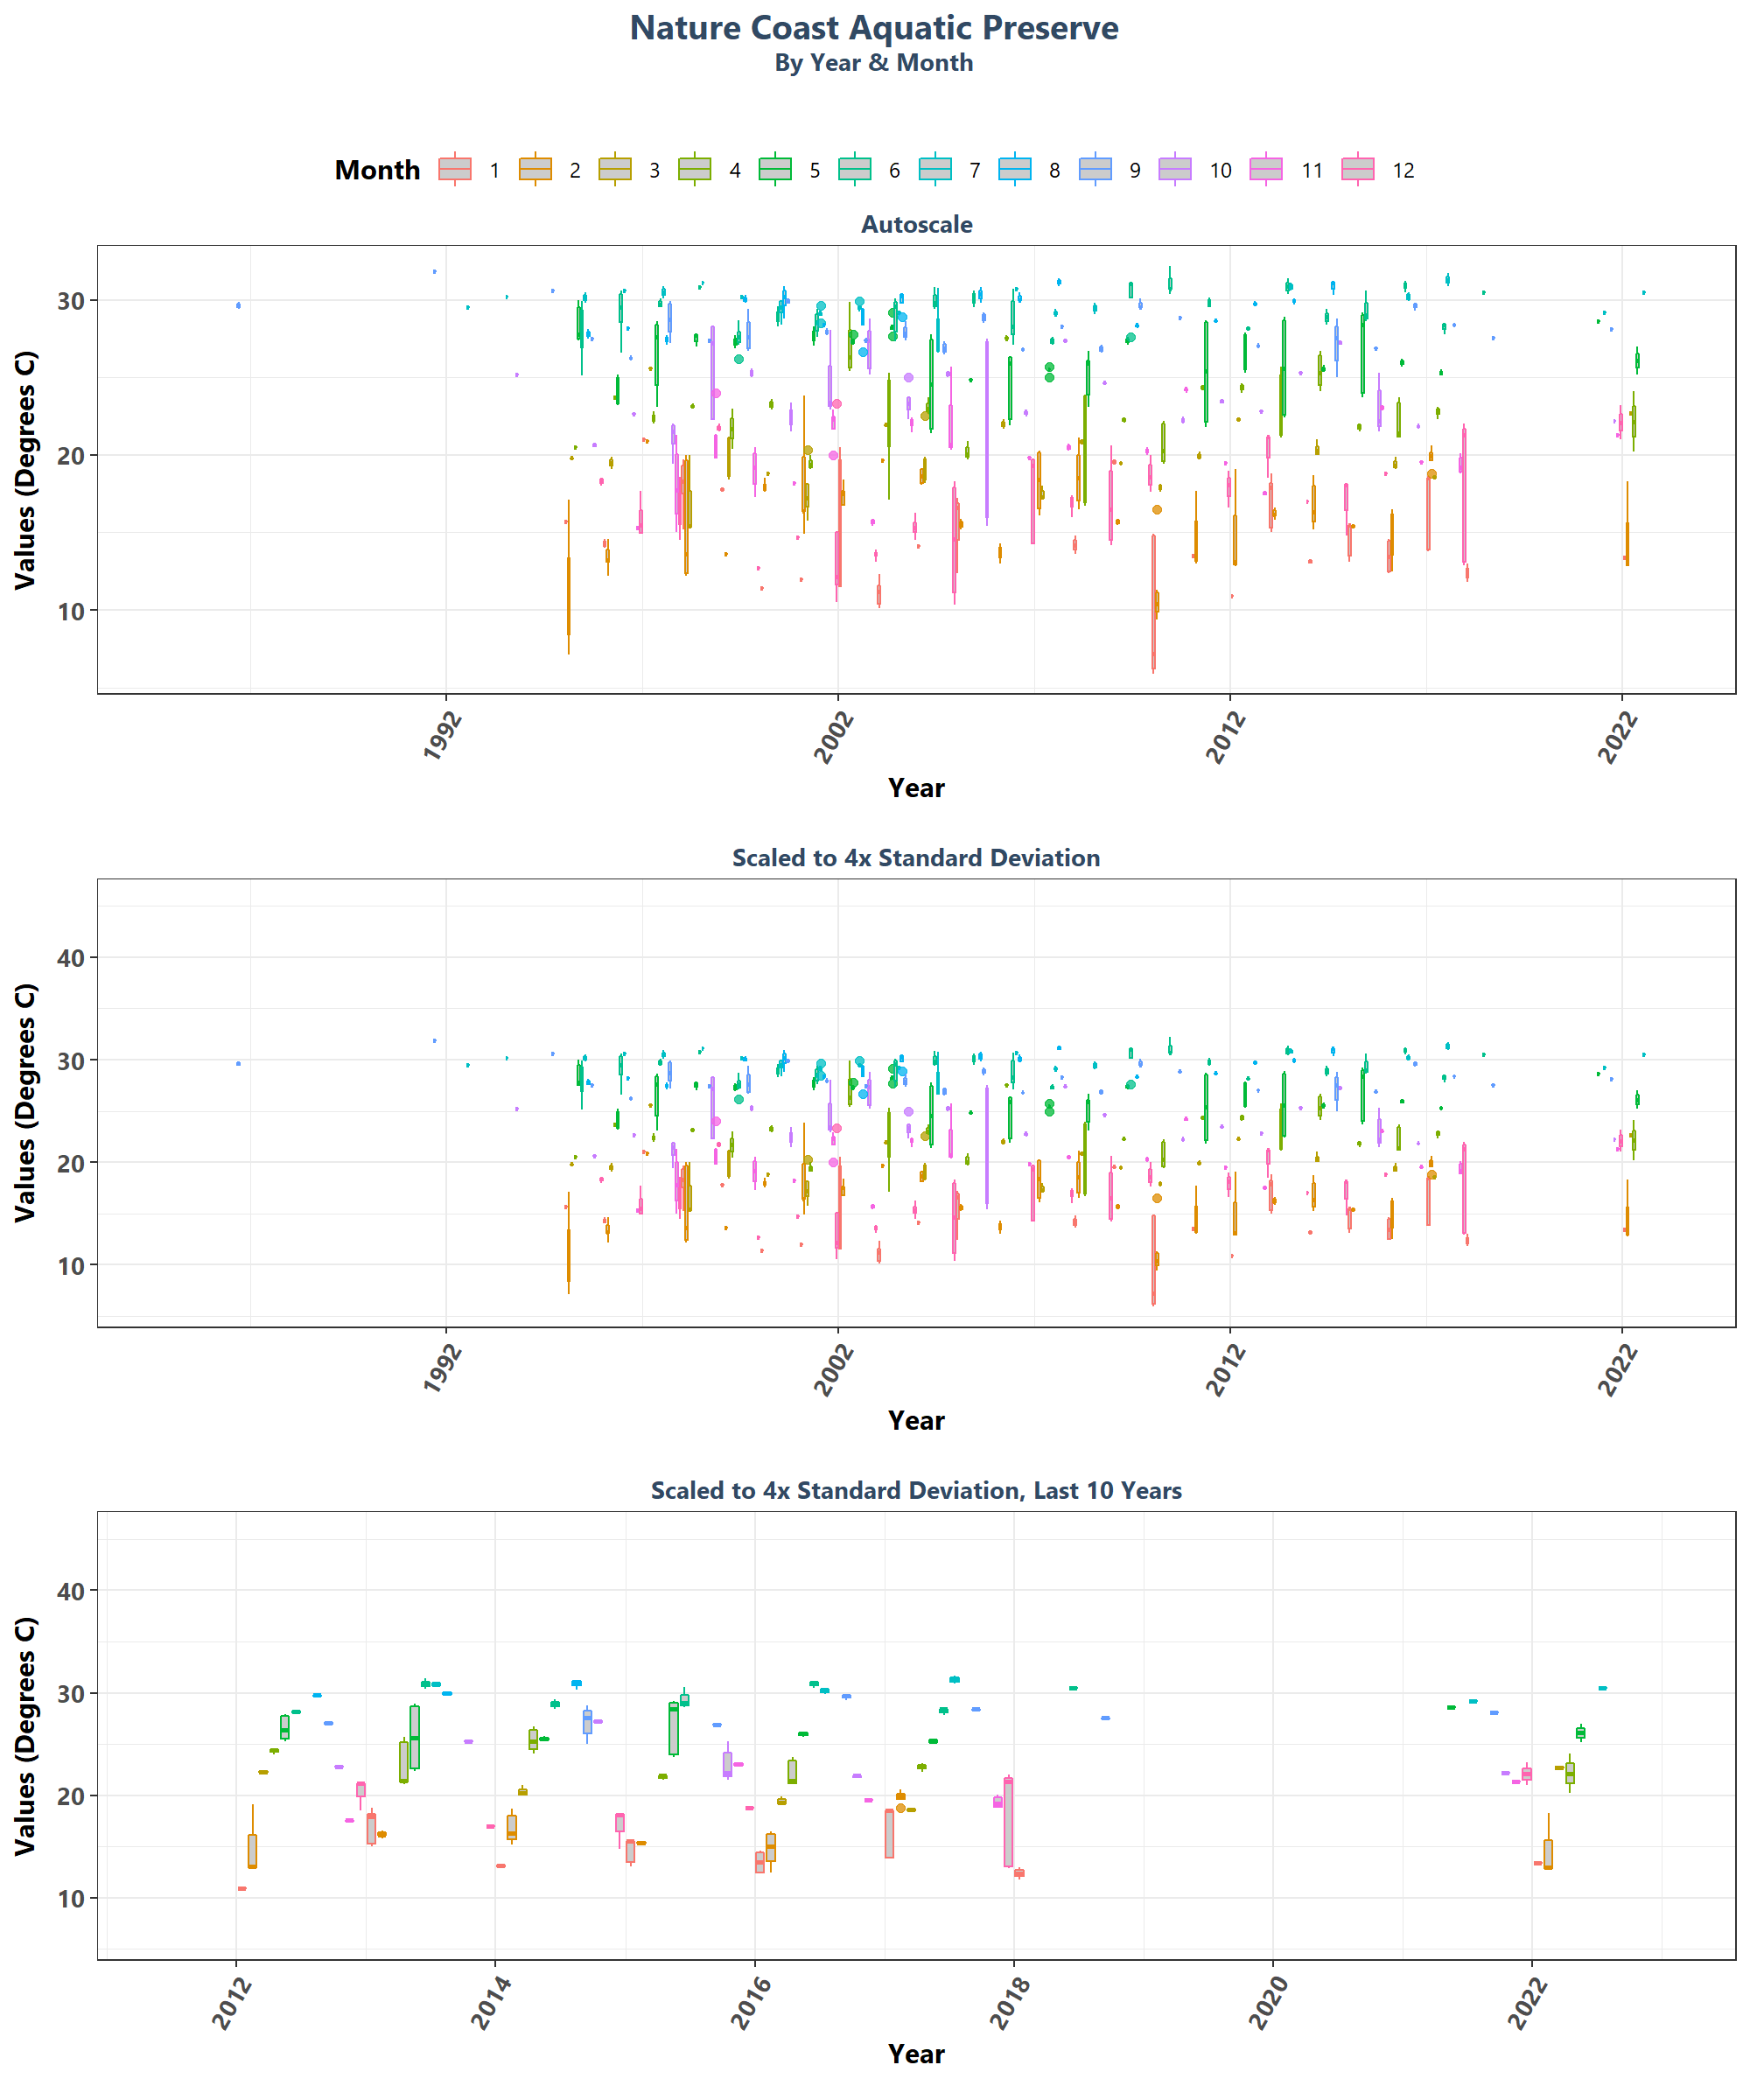 Nature Coast Aquatic Preserve
By Year & Month
Month 1 2 3 4 5 6 7 8 9 10 11 12
Autoscale
Values (Degrees C)
30
20
10
1992 2002 2012 2022
Year
Scaled to 4x Standard Deviation
Values (Degrees C)
40
30
20
10
1992 2002 2012 2022
Year
Scaled to 4x Standard Deviation, Last 10 Years
Values (Degrees C)
40
30
20
10
2012 2014 2016 2018 2020 2022
Year